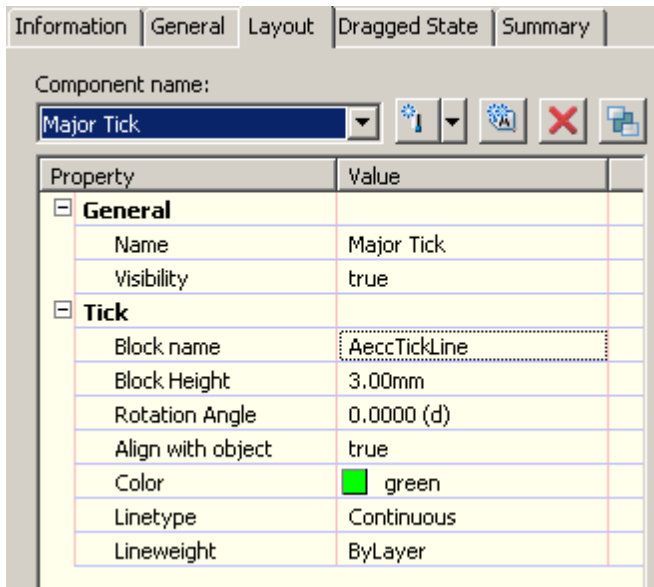 Information General Layout Dragged State Summary
Component name:
Major Tick
Property Value
General
Name Major Tick
Visibility true
Tick
Block name AeccTickLine
Block Height 3.00mm
Rotation Angle 0.0000 (d)
Align with object true
Color green
Linetype Continuous
Lineweight ByLayer